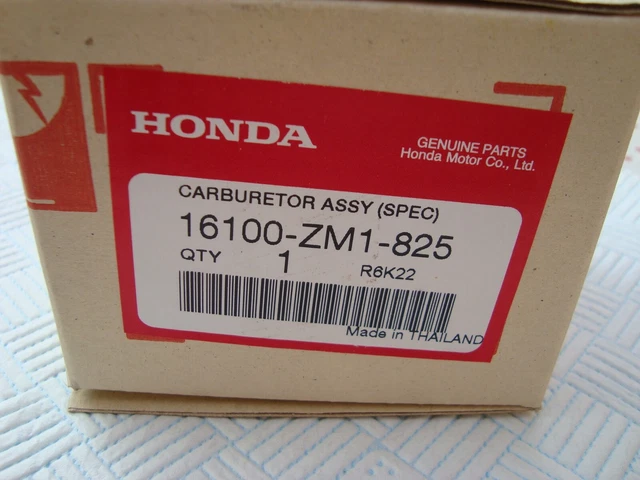 HONDA
GENUINE PARTS
Honda Motor Co., Ltd.
CARBURETOR ASSY (SPEC)
16100-ZM1-825
QTY 1 R6K22
Made in THAILAND